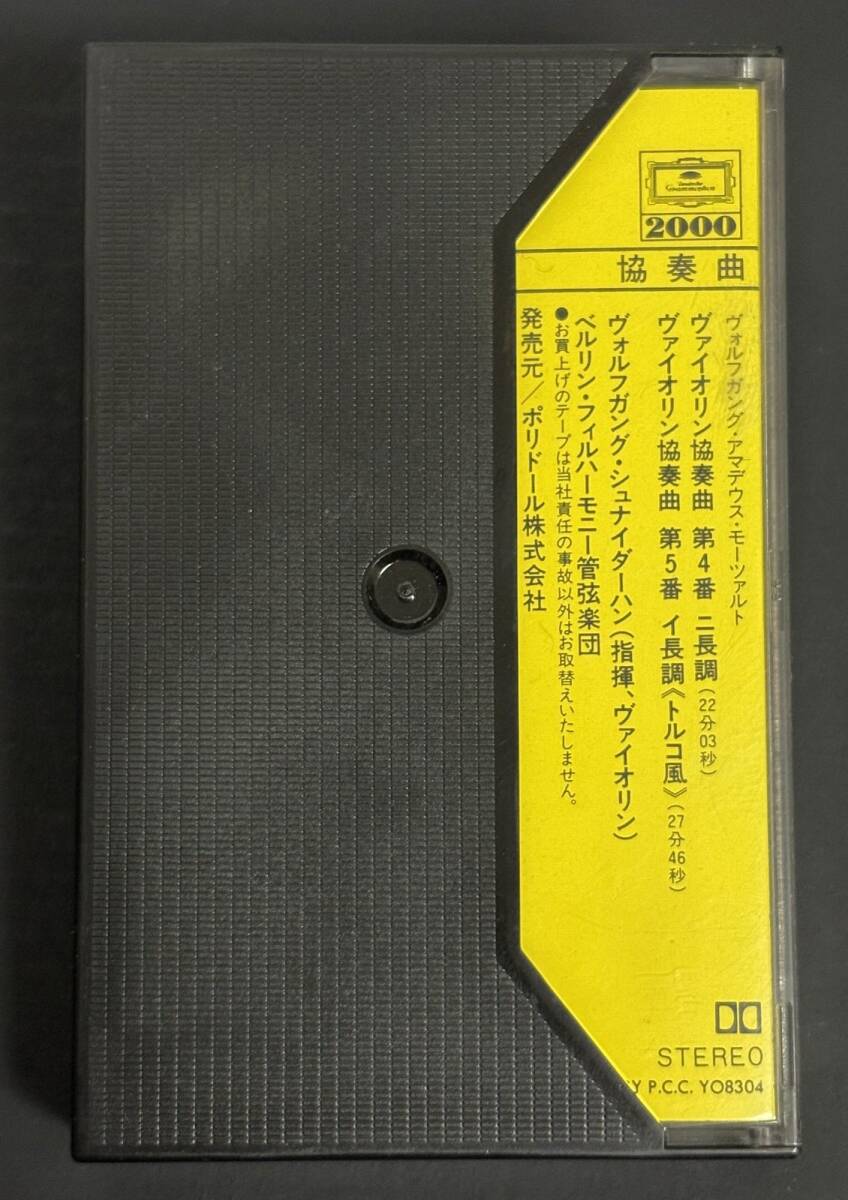 Deutsche
Grammophon
2000
協奏曲
ヴォルフガング・アマデウス・モーツァルト
ヴァイオリン協奏曲 第4番 ニ長調(22分03秒)
ヴァイオリン協奏曲 第5番 イ長調《トルコ風》(27分46秒)
ヴォルフガング・シュナイダーハン(指揮、ヴァイオリン)
ベルリン・フィルハーモニー管弦楽団
●お買上げのテープは当社責任の事故以外はお取替えいたしません。
発売元/ポリドール株式会社
STEREO
Y P.C.C. YO8304